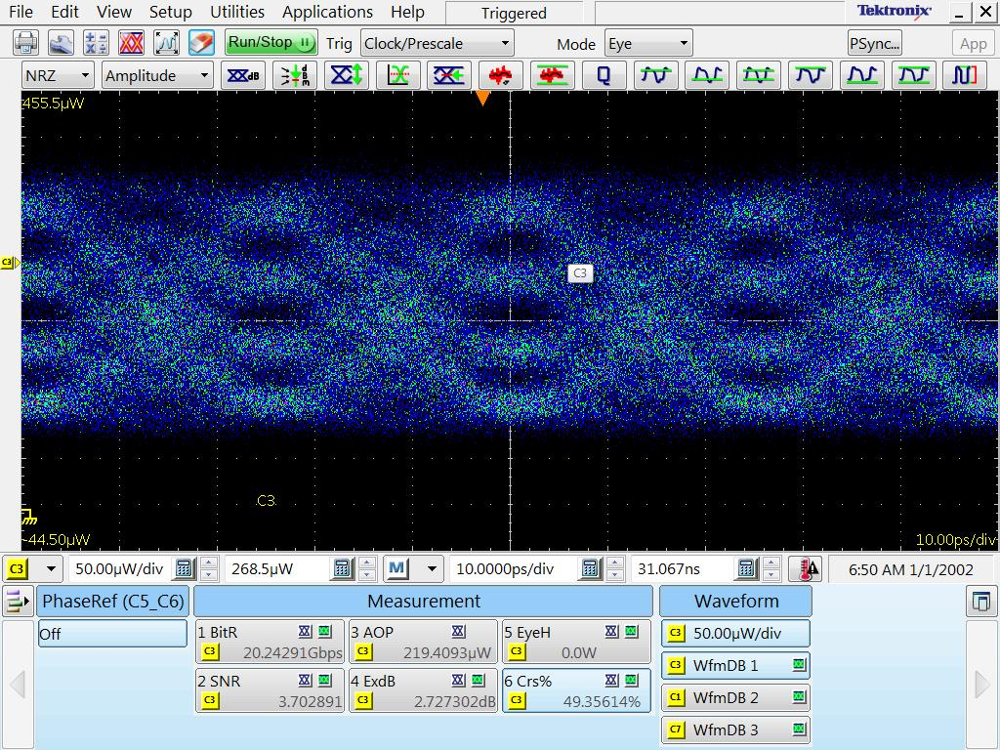 File Edit View Setup Utilities Applications Help Triggered Tektronix
Run/Stop Trig Clock/Prescale Mode Eye PSync... App
NRZ Amplitude dB dBm Q
455.5µW
C3
C3
C3
-44.50µW 10.00ps/div
C3 50.00µW/div 268.5µW M 10.0000ps/div 31.067ns 6:50 AM 1/1/2002
PhaseRef (C5_C6) Measurement Waveform
Off 1 BitR 3 AOP 5 EyeH C3 50.00µW/div
C3 20.24291Gbps C3 219.4093µW C3 0.0W
C3 WfmDB 1
2 SNR 4 ExdB 6 Crs%
C3 3.702891 C3 2.727302dB C3 49.35614%
C1 WfmDB 2
C7 WfmDB 3